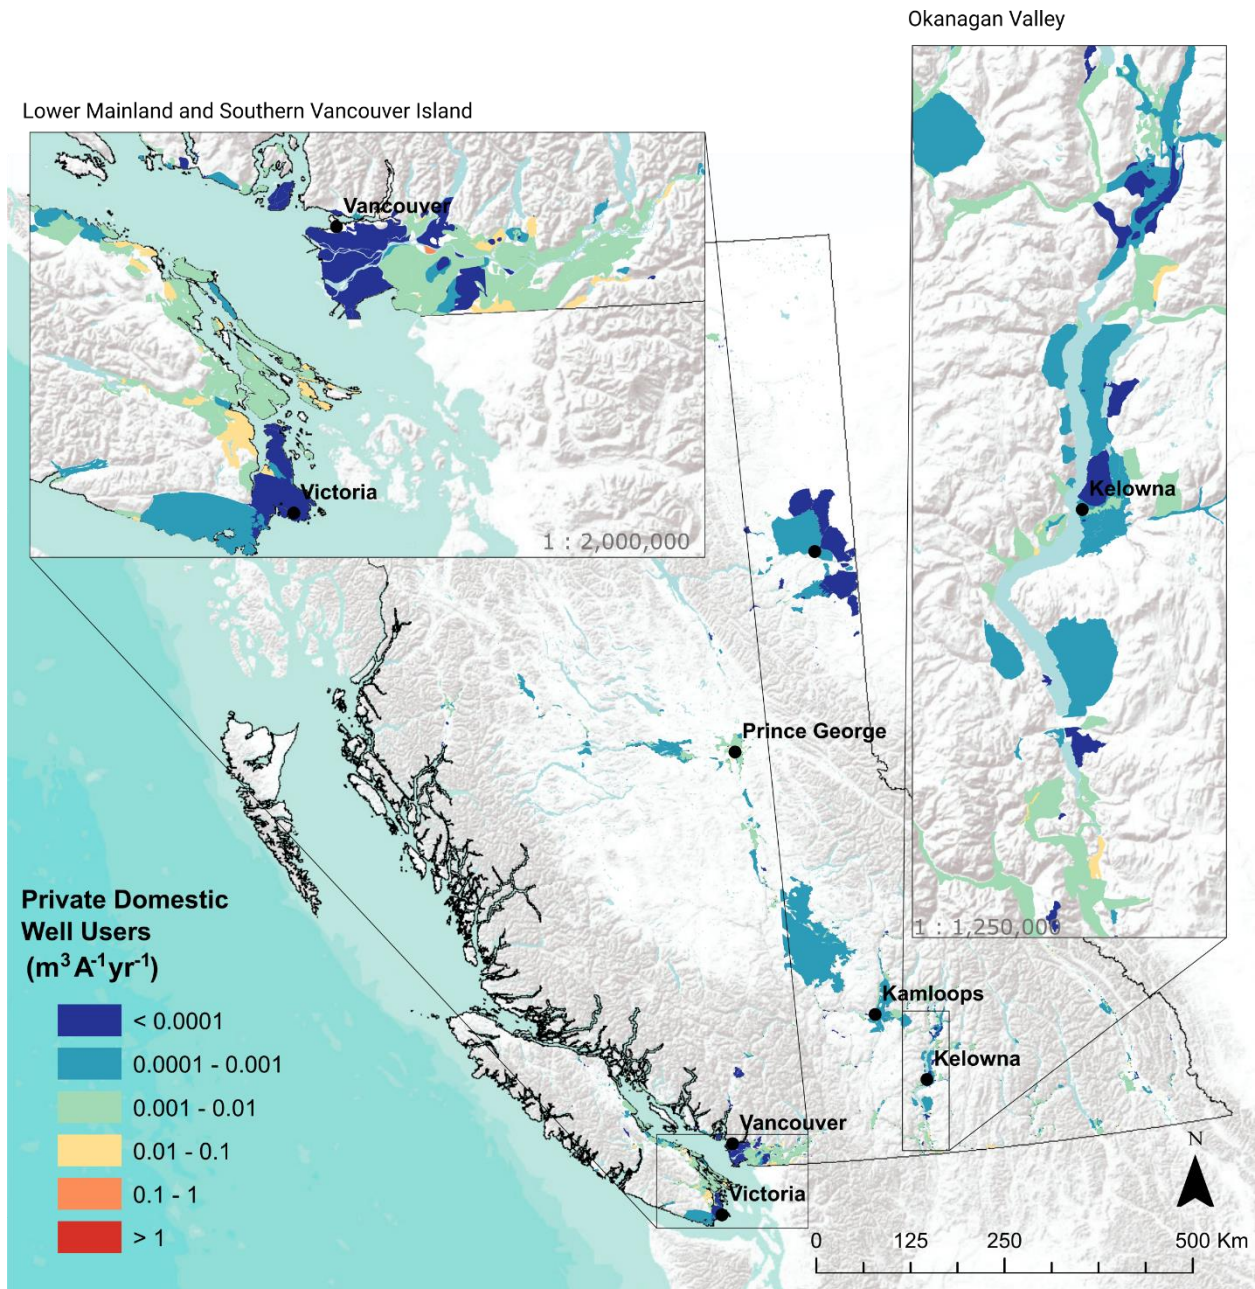 Okanagan Valley
Lower Mainland and Southern Vancouver Island
Vancouver
Victoria
1 : 2,000,000
Kelowna
1 : 1,250,000
Prince George
Kamloops
Kelowna
Vancouver
Victoria
Private Domestic
Well Users
(m³ A⁻¹yr⁻¹)
< 0.0001
0.0001 - 0.001
0.001 - 0.01
0.01 - 0.1
0.1 - 1
> 1
N
0 125 250 500 Km